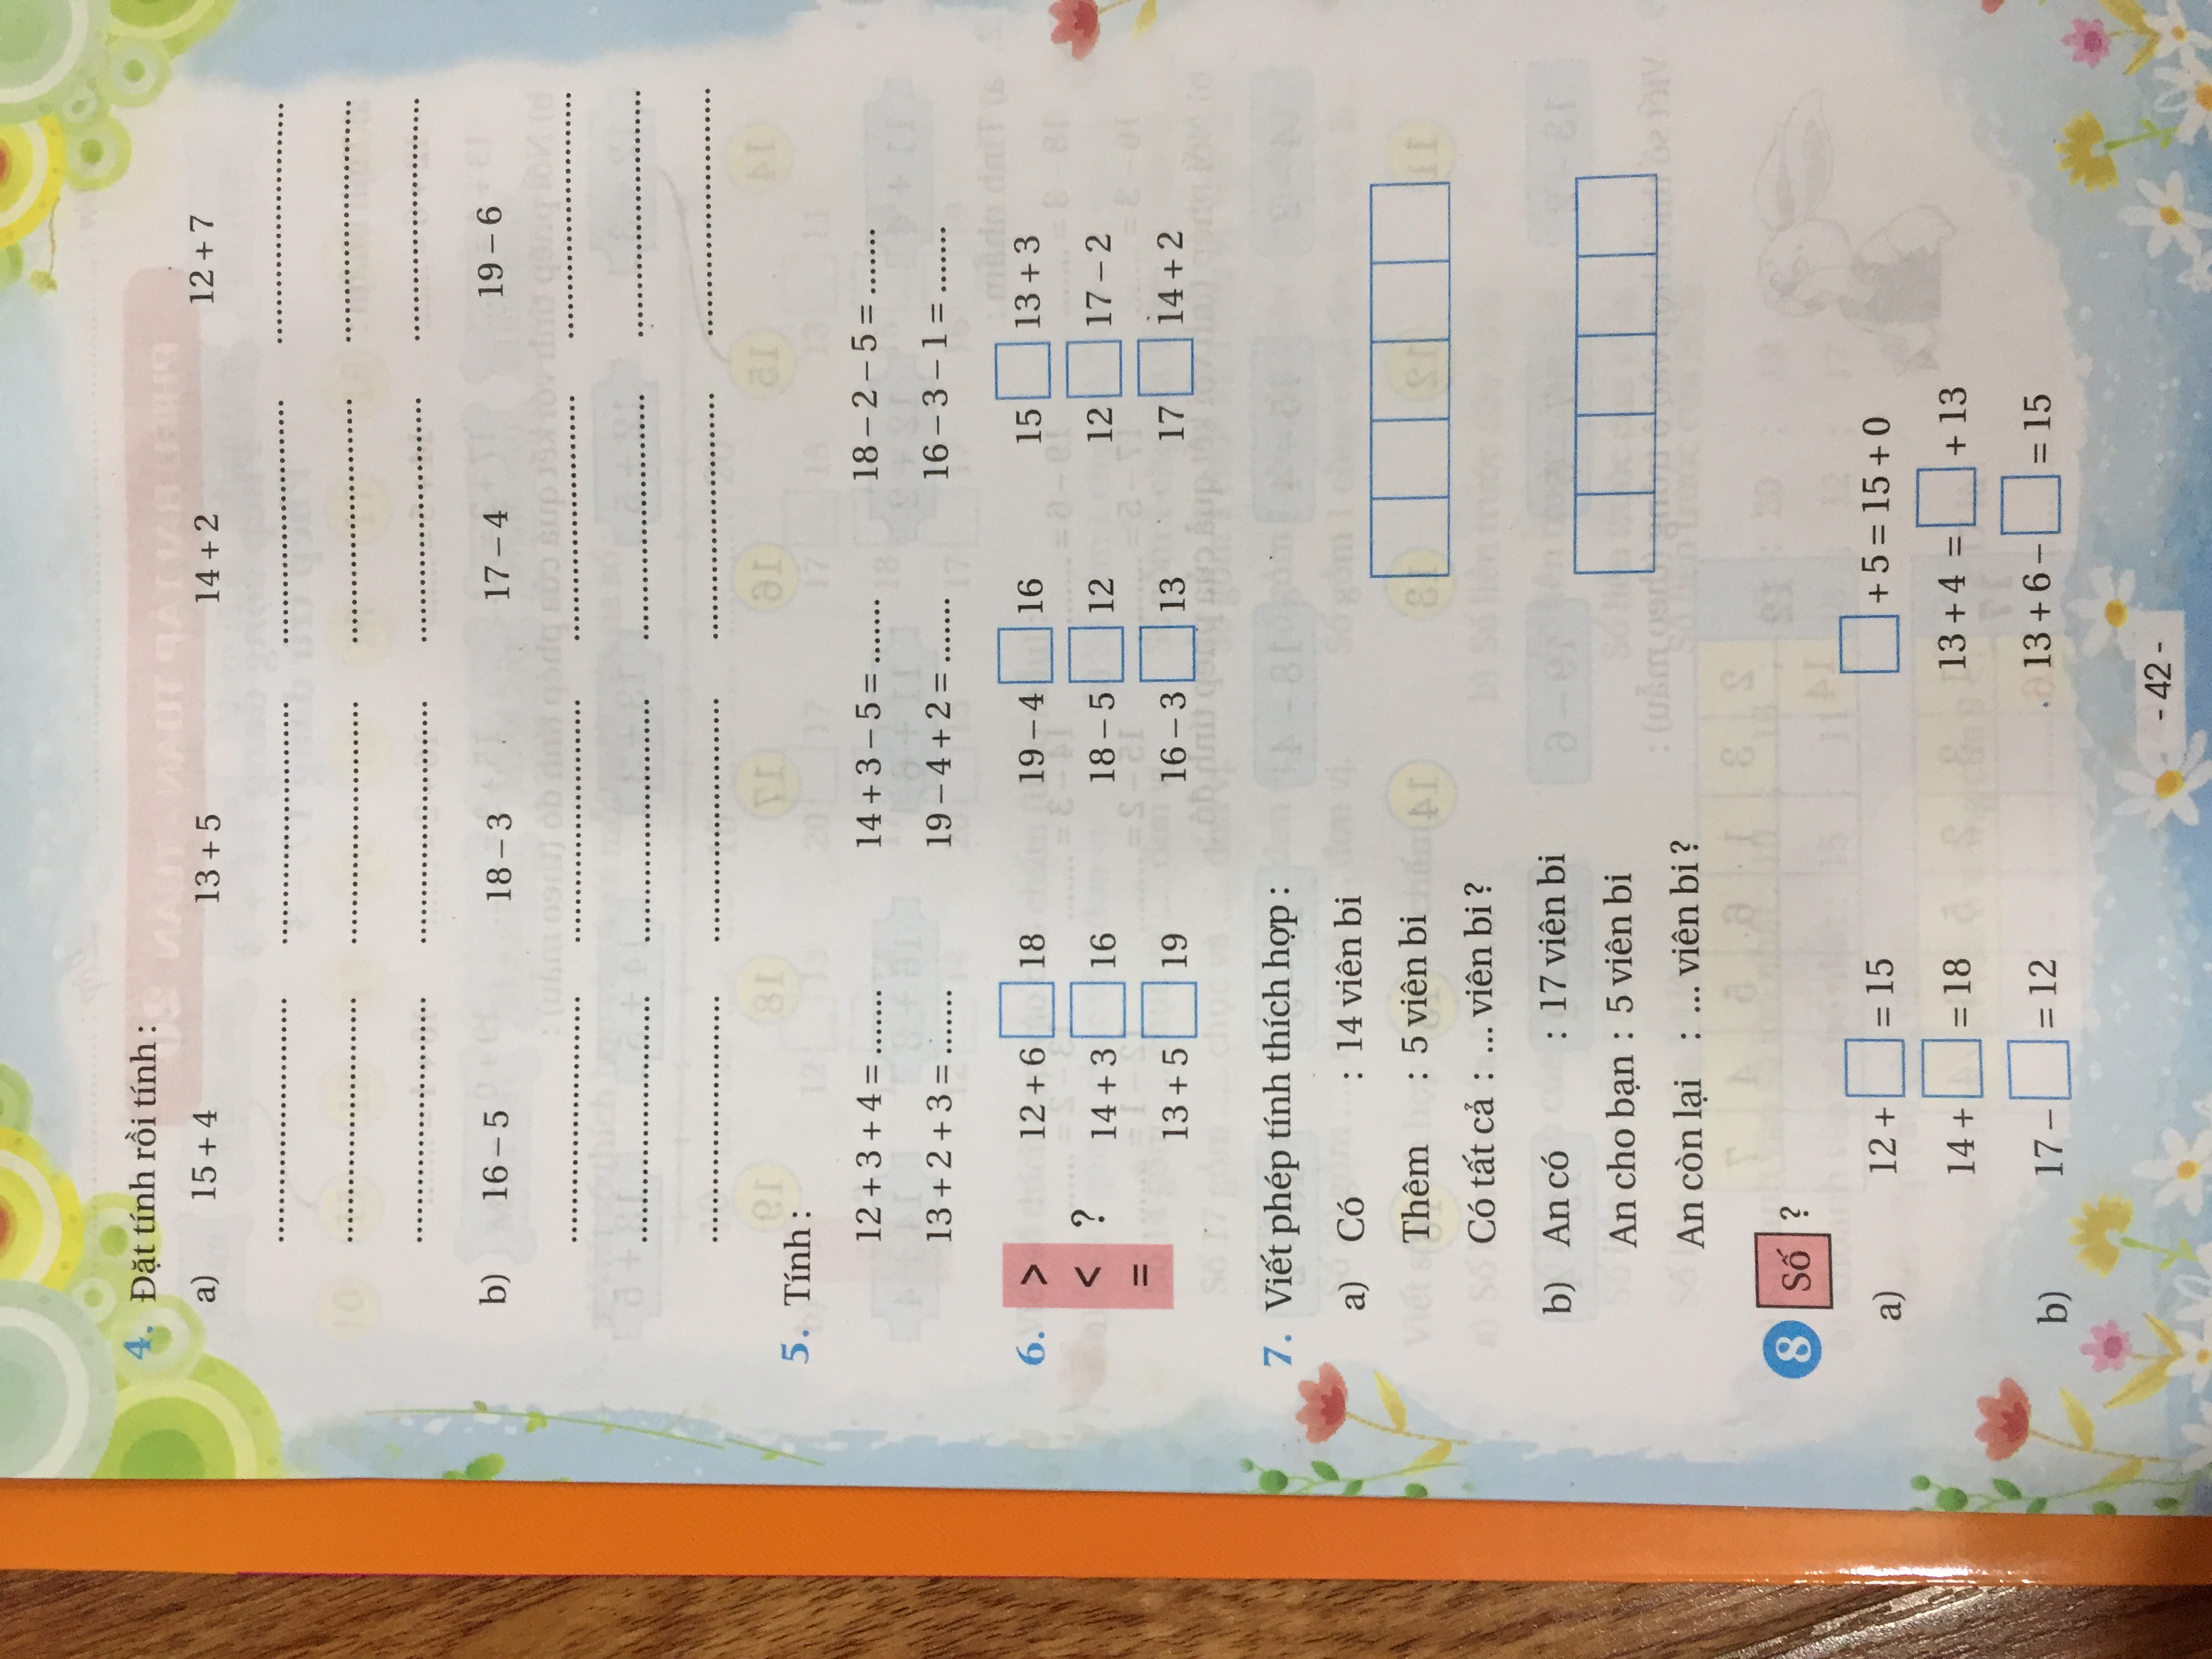 4. Đặt tính rồi tính :
a) 15 + 4 13 + 5 14 + 2 12 + 7
................................ ................................ ................................ ................................
................................ ................................ ................................ ................................
................................ ................................ ................................ ................................
b) 16 – 5 18 – 3 17 – 4 19 – 6
................................ ................................ ................................ ................................
................................ ................................ ................................ ................................
................................ ................................ ................................ ................................
5. Tính :
12 + 3 + 4 = ....... 14 + 3 – 5 = ....... 18 – 2 – 5 = .......
13 + 2 + 3 = ....... 19 – 4 + 2 = ....... 16 – 3 – 1 = .......
6. > 12 + 6 □ 18 19 – 4 □ 16 15 □ 13 + 3
< ? 14 + 3 □ 16 18 – 5 □ 12 12 □ 17 – 2
= 13 + 5 □ 19 16 – 3 □ 13 17 □ 14 + 2
7. Viết phép tính thích hợp :
a) Có : 14 viên bi
Thêm : 5 viên bi
Có tất cả : ... viên bi ?
b) An có : 17 viên bi
An cho bạn : 5 viên bi
An còn lại : ... viên bi ?
8 Số ?
a) 12 + □ = 15 □ + 5 = 15 + 0
14 + □ = 18 13 + 4 = □ + 13
b) 17 – □ = 12 13 + 6 – □ = 15
- 42 -